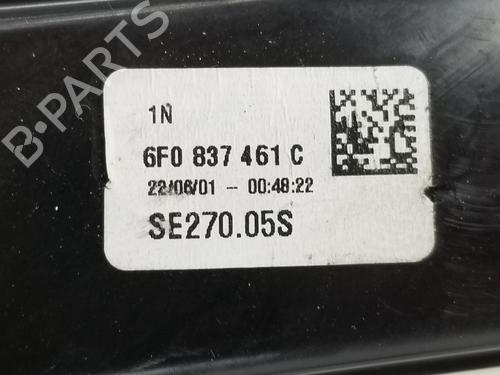 B-PARTS
1N
6F0 837 461 C
22/06/01 - 00:48:22
SE270.05S